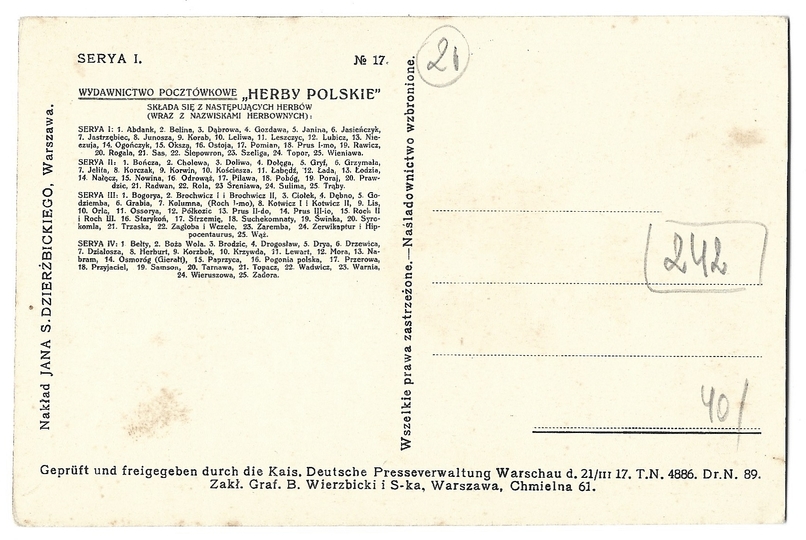 SERYA I.
№ 17.
WYDAWNICTWO POCZTÓWKOWE „HERBY POLSKIE”
SKŁADA SIĘ Z NASTĘPUJĄCYCH HERBÓW
(WRAZ Z NAZWISKAMI HERBOWNYCH):
SERYA I: 1. Abdank, 2. Belina, 3. Dąbrowa, 4. Gozdawa, 5. Janina, 6. Jasieńczyk,
7. Jastrzębiec, 8. Junosza, 9. Korab, 10. Leliwa, 11. Leszczyc, 12. Lubicz, 13. Nie-
czuja, 14. Ogończyk, 15. Oksza, 16. Ostoja, 17. Pomian, 18. Prus I-mo, 19. Rawicz,
20. Rogala, 21. Sas, 22. Ślepowron, 23. Szeliga, 24. Topor, 25. Wieniawa.
SERYA II: 1. Bończa, 2. Cholewa, 3. Doliwa, 4. Dołęga, 5. Gryf, 6. Grzymała,
7. Jelita, 8. Korczak, 9. Korwin, 10. Kościesza, 11. Łabędź, 12. Łada, 13. Łodzia,
14. Nałęcz, 15. Nowina, 16. Odrowąż, 17. Pilawa, 18. Pobóg, 19. Poraj, 20. Praw-
dzic, 21. Radwan, 22. Rola, 23 Śreniawa, 24. Sulima, 25. Trąby.
SERYA III: 1. Bogorya, 2. Brochwicz I i Brochwicz II, 3. Ciołek, 4. Dębno, 5. Go-
dziemba, 6. Grabia, 7. Kolumna, (Roch I-mo), 8. Kotwicz I i Kotwicz II, 9. Lis,
10. Orla, 11. Ossorya, 12. Półkozic 13. Prus II-do, 14. Prus III-io, 15. Roch II
i Roch III. 16. Starykoń, 17. Strzemię, 18. Suchekomnaty, 19. Świnka, 20. Syro-
komla, 21. Trzaska, 22. Zagłoba i Wczele, 23. Zaremba, 24. Zerwikaptur i Hip-
pocentaurus, 25. Wąż.
SERYA IV: 1 Bełty, 2. Boża Wola. 3. Brodzic, 4. Drogosław, 5. Drya, 6. Drzewica,
7. Działosza, 8. Herburt, 9. Korzbok, 10. Krzywda, 11. Lewart, 12. Mora, 13. Na-
bram, 14. Ośmoróg (Gierałt), 15. Paprzyca, 16. Pogonia polska, 17. Przerowa,
18. Przyjaciel, 19. Samson, 20. Tarnawa, 21. Topacz, 22. Wadwicz, 23. Warnia,
24. Wieruszowa, 25. Zadora.
Nakład JANA S. DZIERŻBICKIEGO, Warszawa.
Wszelkie prawa zastrzeżone.—Naśladownictwo wzbronione.
242
40/
Geprüft und freigegeben durch die Kais. Deutsche Presseverwaltung Warschau d. 21/III 17. T.N. 4886. Dr.N. 89.
Zakł. Graf. B. Wierzbicki i S-ka, Warszawa, Chmielna 61.